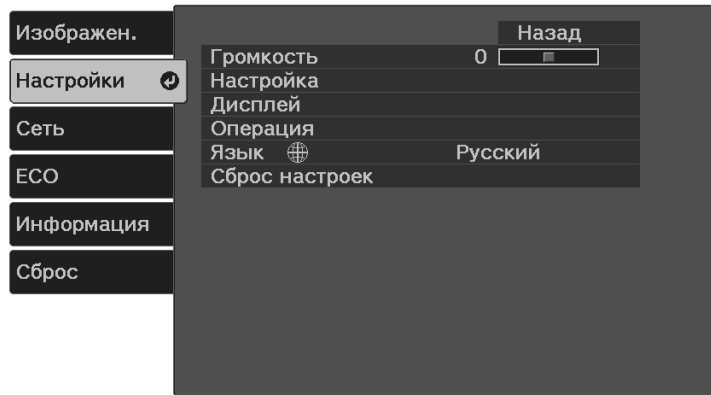 Изображен.
Настройки
Сеть
ECO
Информация
Сброс
Назад
Громкость 0
Настройка
Дисплей
Операция
Язык Русский
Сброс настроек